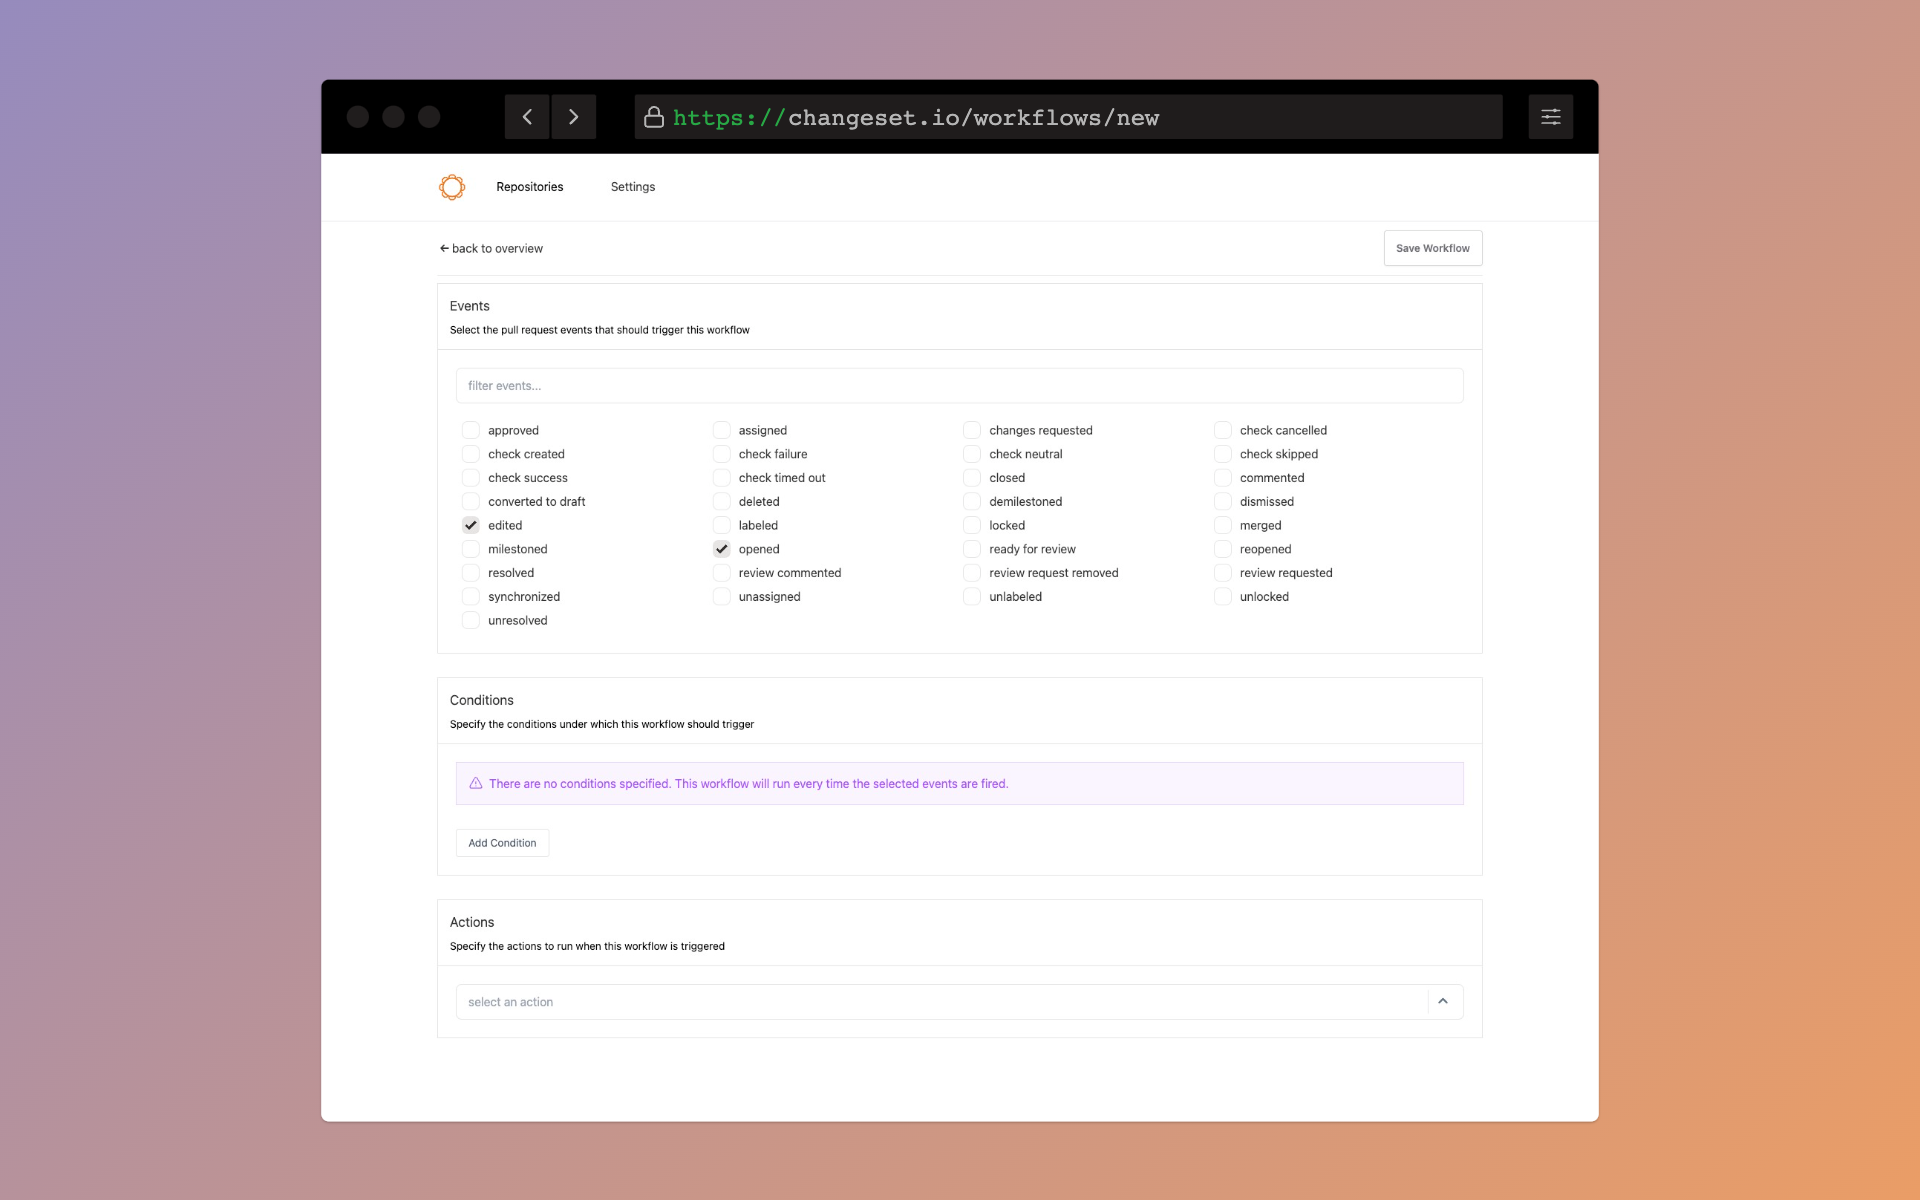 https://changeset.io/workflows/new
Repositories Settings
← back to overview Save Workflow
Events
Select the pull request events that should trigger this workflow
filter events...
approved assigned changes requested check cancelled
check created check failure check neutral check skipped
check success check timed out closed commented
converted to draft deleted demilestoned dismissed
edited labeled locked merged
milestoned opened ready for review reopened
resolved review commented review request removed review requested
synchronized unassigned unlabeled unlocked
unresolved
Conditions
Specify the conditions under which this workflow should trigger
There are no conditions specified. This workflow will run every time the selected events are fired.
Add Condition
Actions
Specify the actions to run when this workflow is triggered
select an action